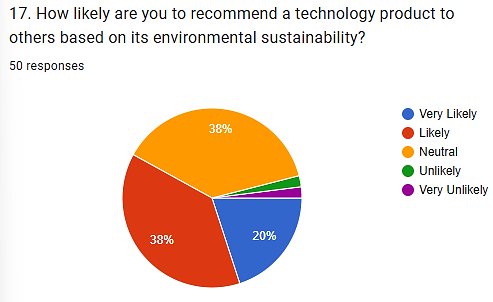 17. How likely are you to recommend a technology product to
others based on its environmental sustainability?
50 responses
38%
38%
20%
Very Likely
Likely
Neutral
Unlikely
Very Unlikely